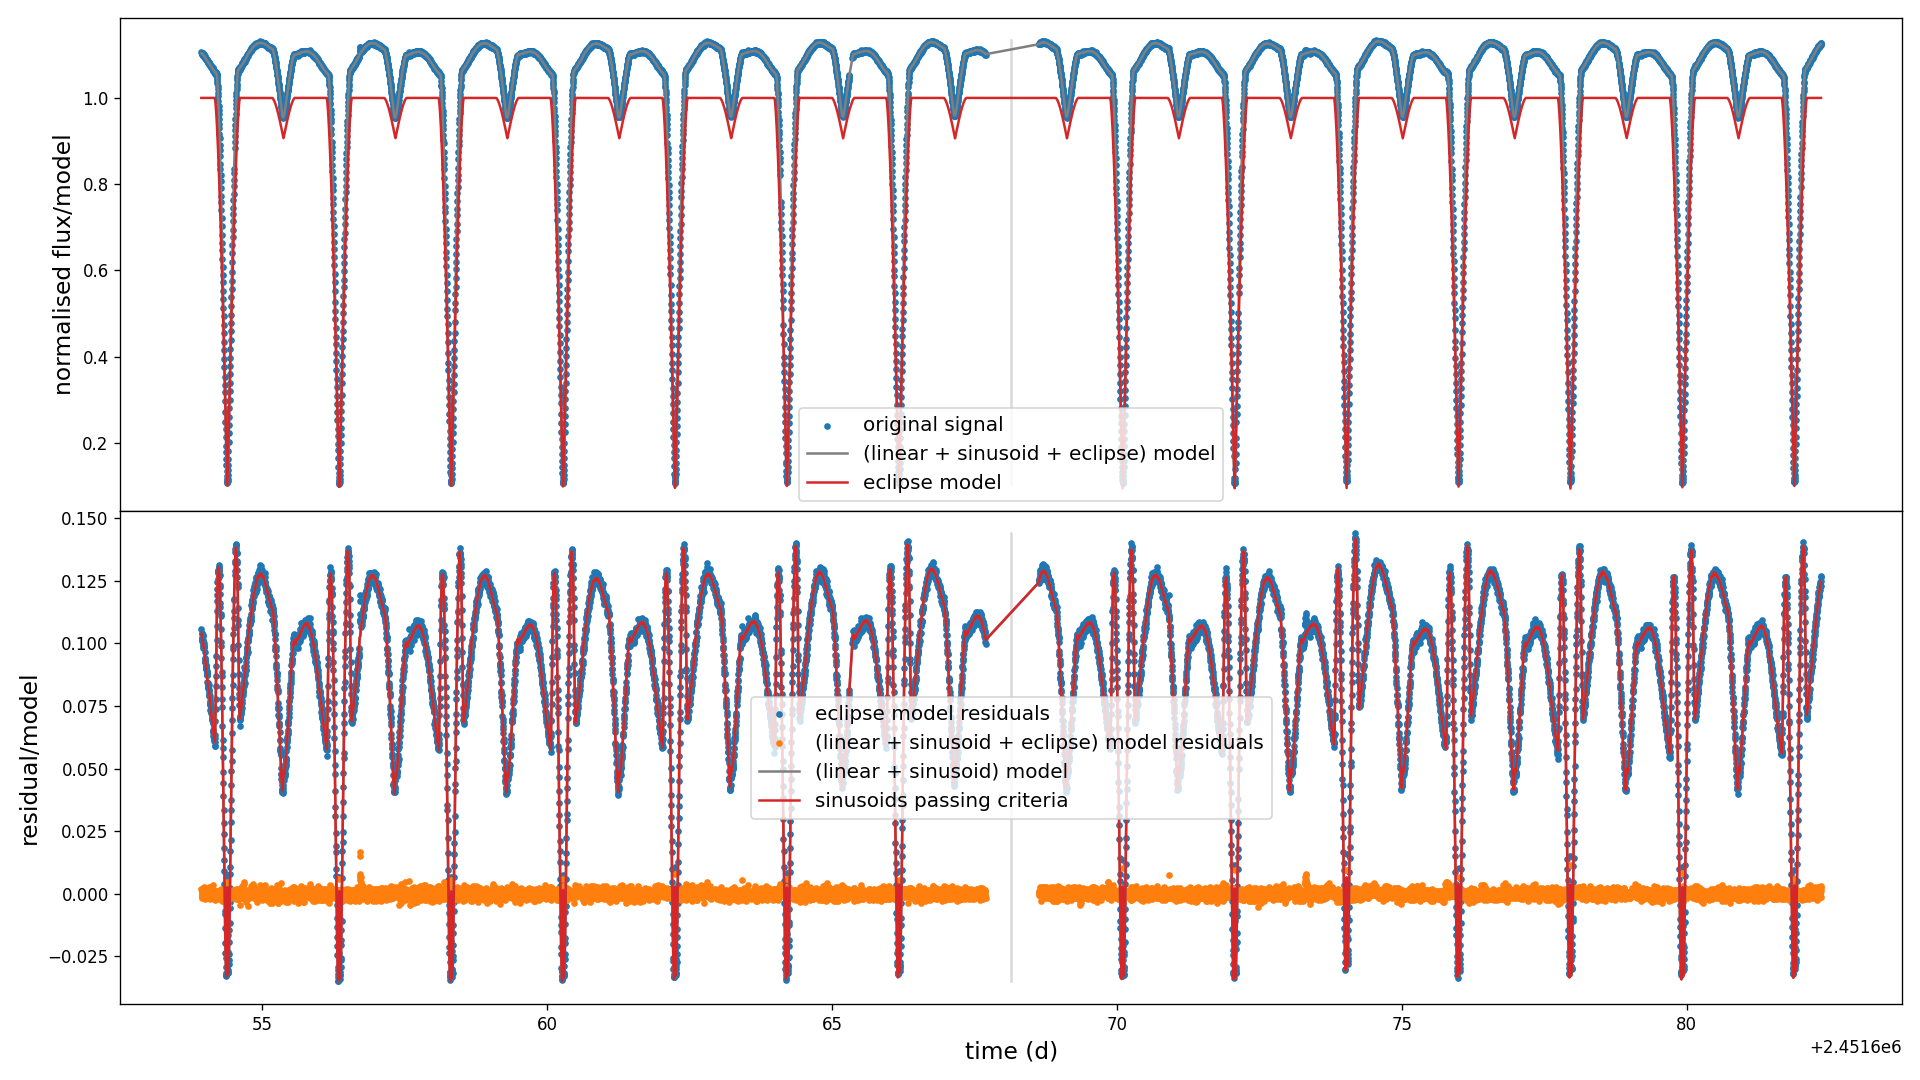 normalised flux/model
1.0
0.8
0.6
0.4
0.2
original signal
(linear + sinusoid + eclipse) model
eclipse model
residual/model
0.150
0.125
0.100
0.075
0.050
0.025
0.000
−0.025
eclipse model residuals
(linear + sinusoid + eclipse) model residuals
(linear + sinusoid) model
sinusoids passing criteria
55
60
65
70
75
80
time (d)
+2.4516e6